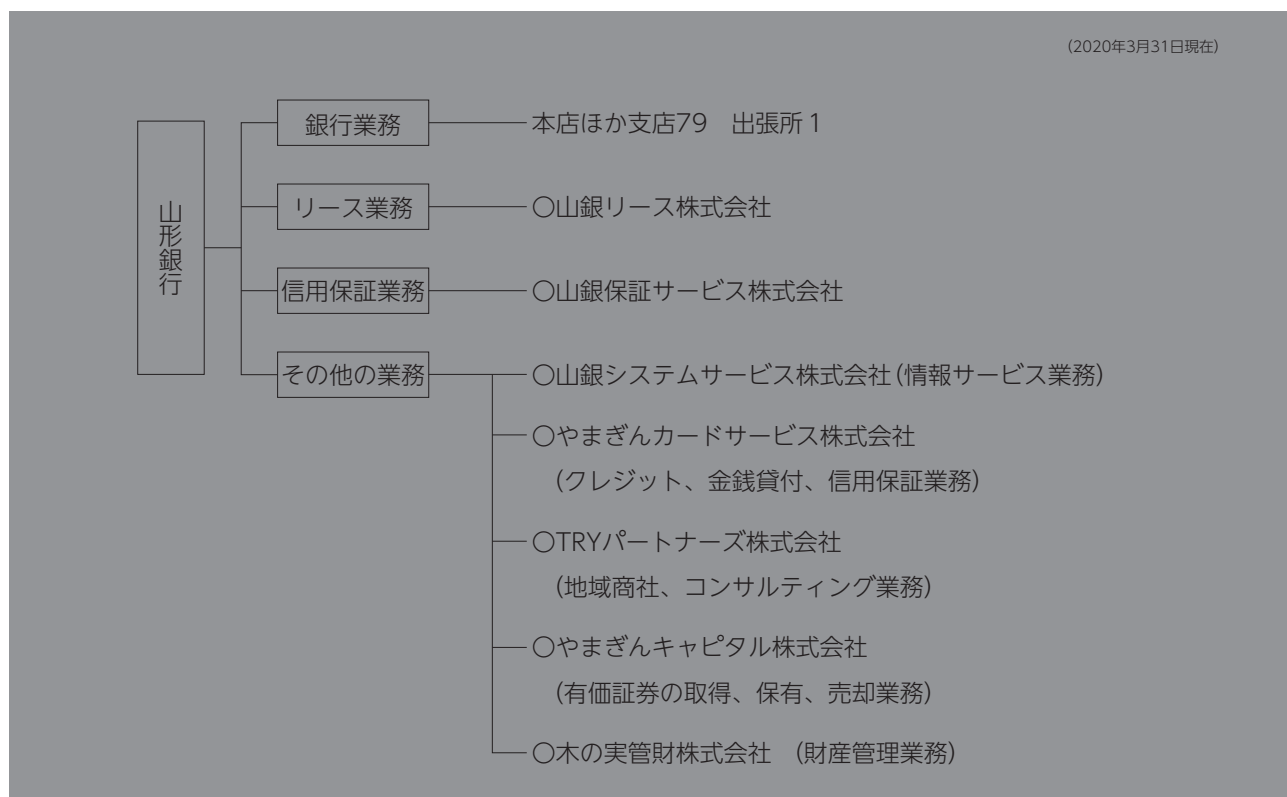 (2020年3月31日現在)
山形銀行
銀行業務 本店ほか支店79 出張所1
リース業務 ○山銀リース株式会社
信用保証業務 ○山銀保証サービス株式会社
その他の業務 ○山銀システムサービス株式会社(情報サービス業務)
○やまぎんカードサービス株式会社
(クレジット、金銭貸付、信用保証業務)
○TRYパートナーズ株式会社
(地域商社、コンサルティング業務)
○やまぎんキャピタル株式会社
(有価証券の取得、保有、売却業務)
○木の実管財株式会社 (財産管理業務)